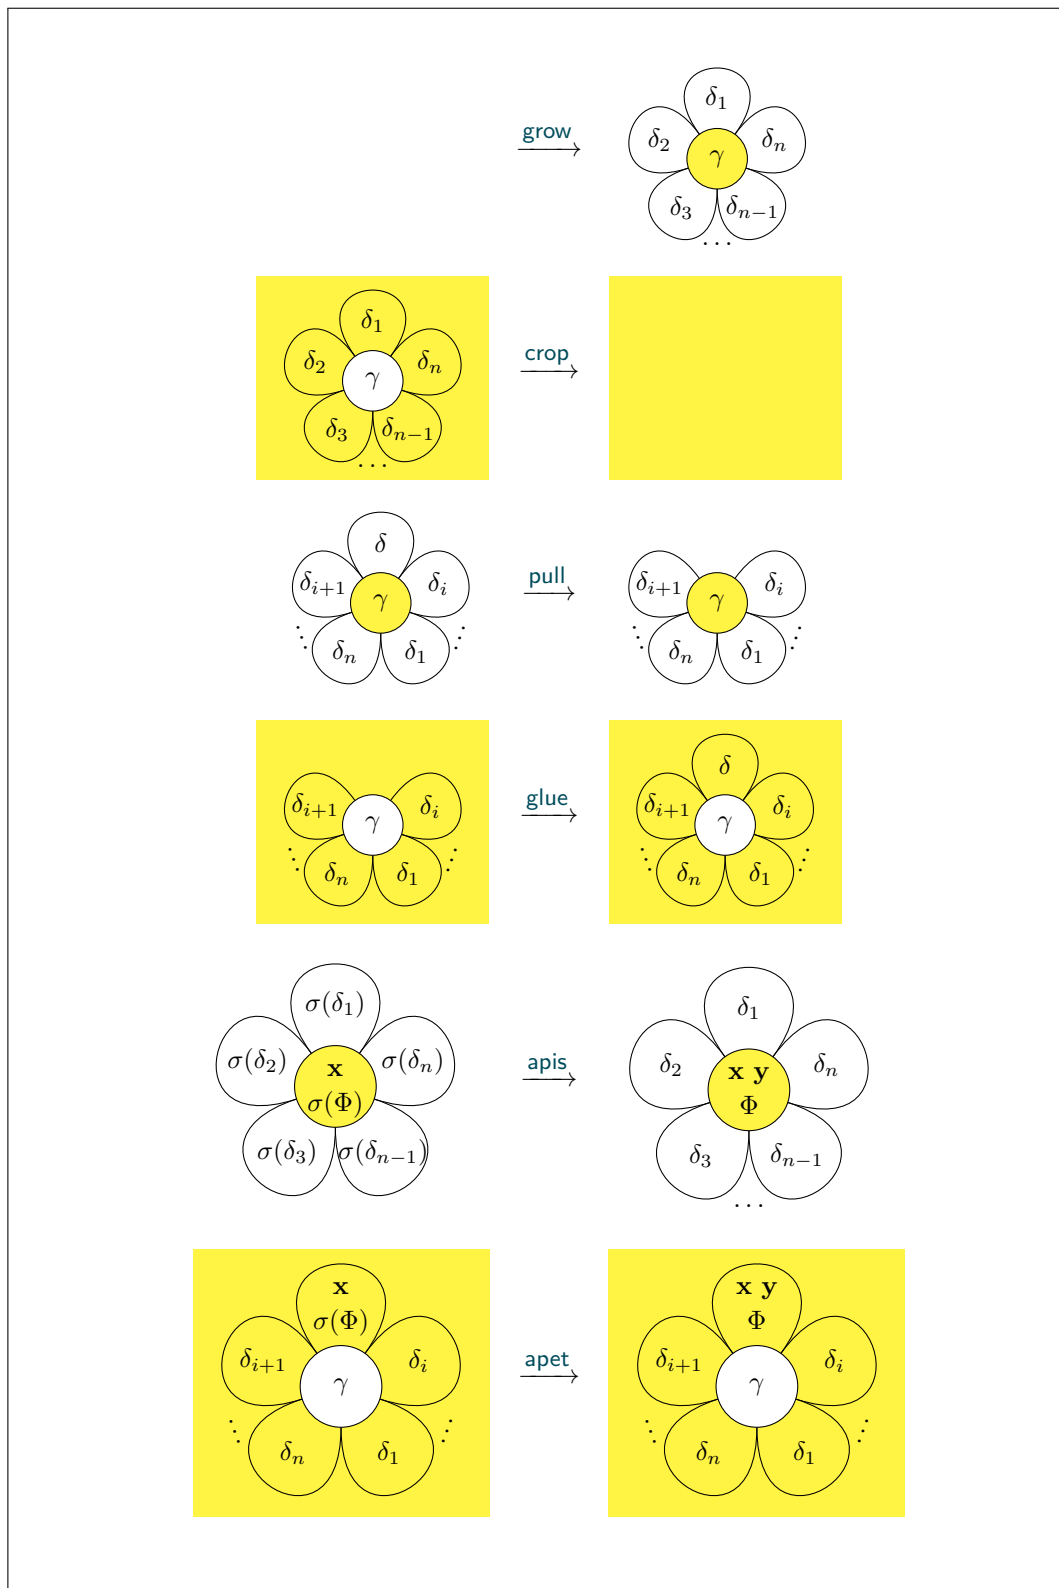 δ₁
grow
δ₂ γ δₙ
δ₃ δₙ₋₁
...
δ₁
crop
δ₂ γ δₙ
δ₃ δₙ₋₁
...
δ
pull
δᵢ₊₁ γ δᵢ δᵢ₊₁ γ δᵢ
⋱ δₙ δ₁ ⋰ ⋱ δₙ δ₁ ⋰
δ
glue
δᵢ₊₁ γ δᵢ δᵢ₊₁ γ δᵢ
⋱ δₙ δ₁ ⋰ ⋱ δₙ δ₁ ⋰
σ(δ₁) δ₁
apis
σ(δ₂) x σ(δₙ) δ₂ x y δₙ
σ(Φ) Φ
σ(δ₃) σ(δₙ₋₁) δ₃ δₙ₋₁
...
x x y
σ(Φ) Φ
apet
δᵢ₊₁ γ δᵢ δᵢ₊₁ γ δᵢ
⋱ δₙ δ₁ ⋰ ⋱ δₙ δ₁ ⋰